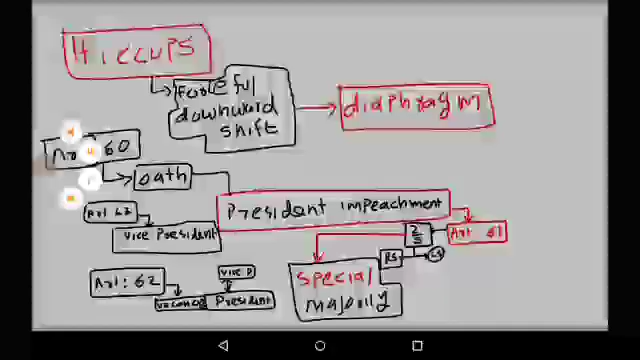 Hiccups
forceful
downward
shift
diaphragm
60
oath
President impeachment
Art 63
vice President
2/3
Art 61
RS
LS
special
majority
Art: 62
vice P
vacancy
President